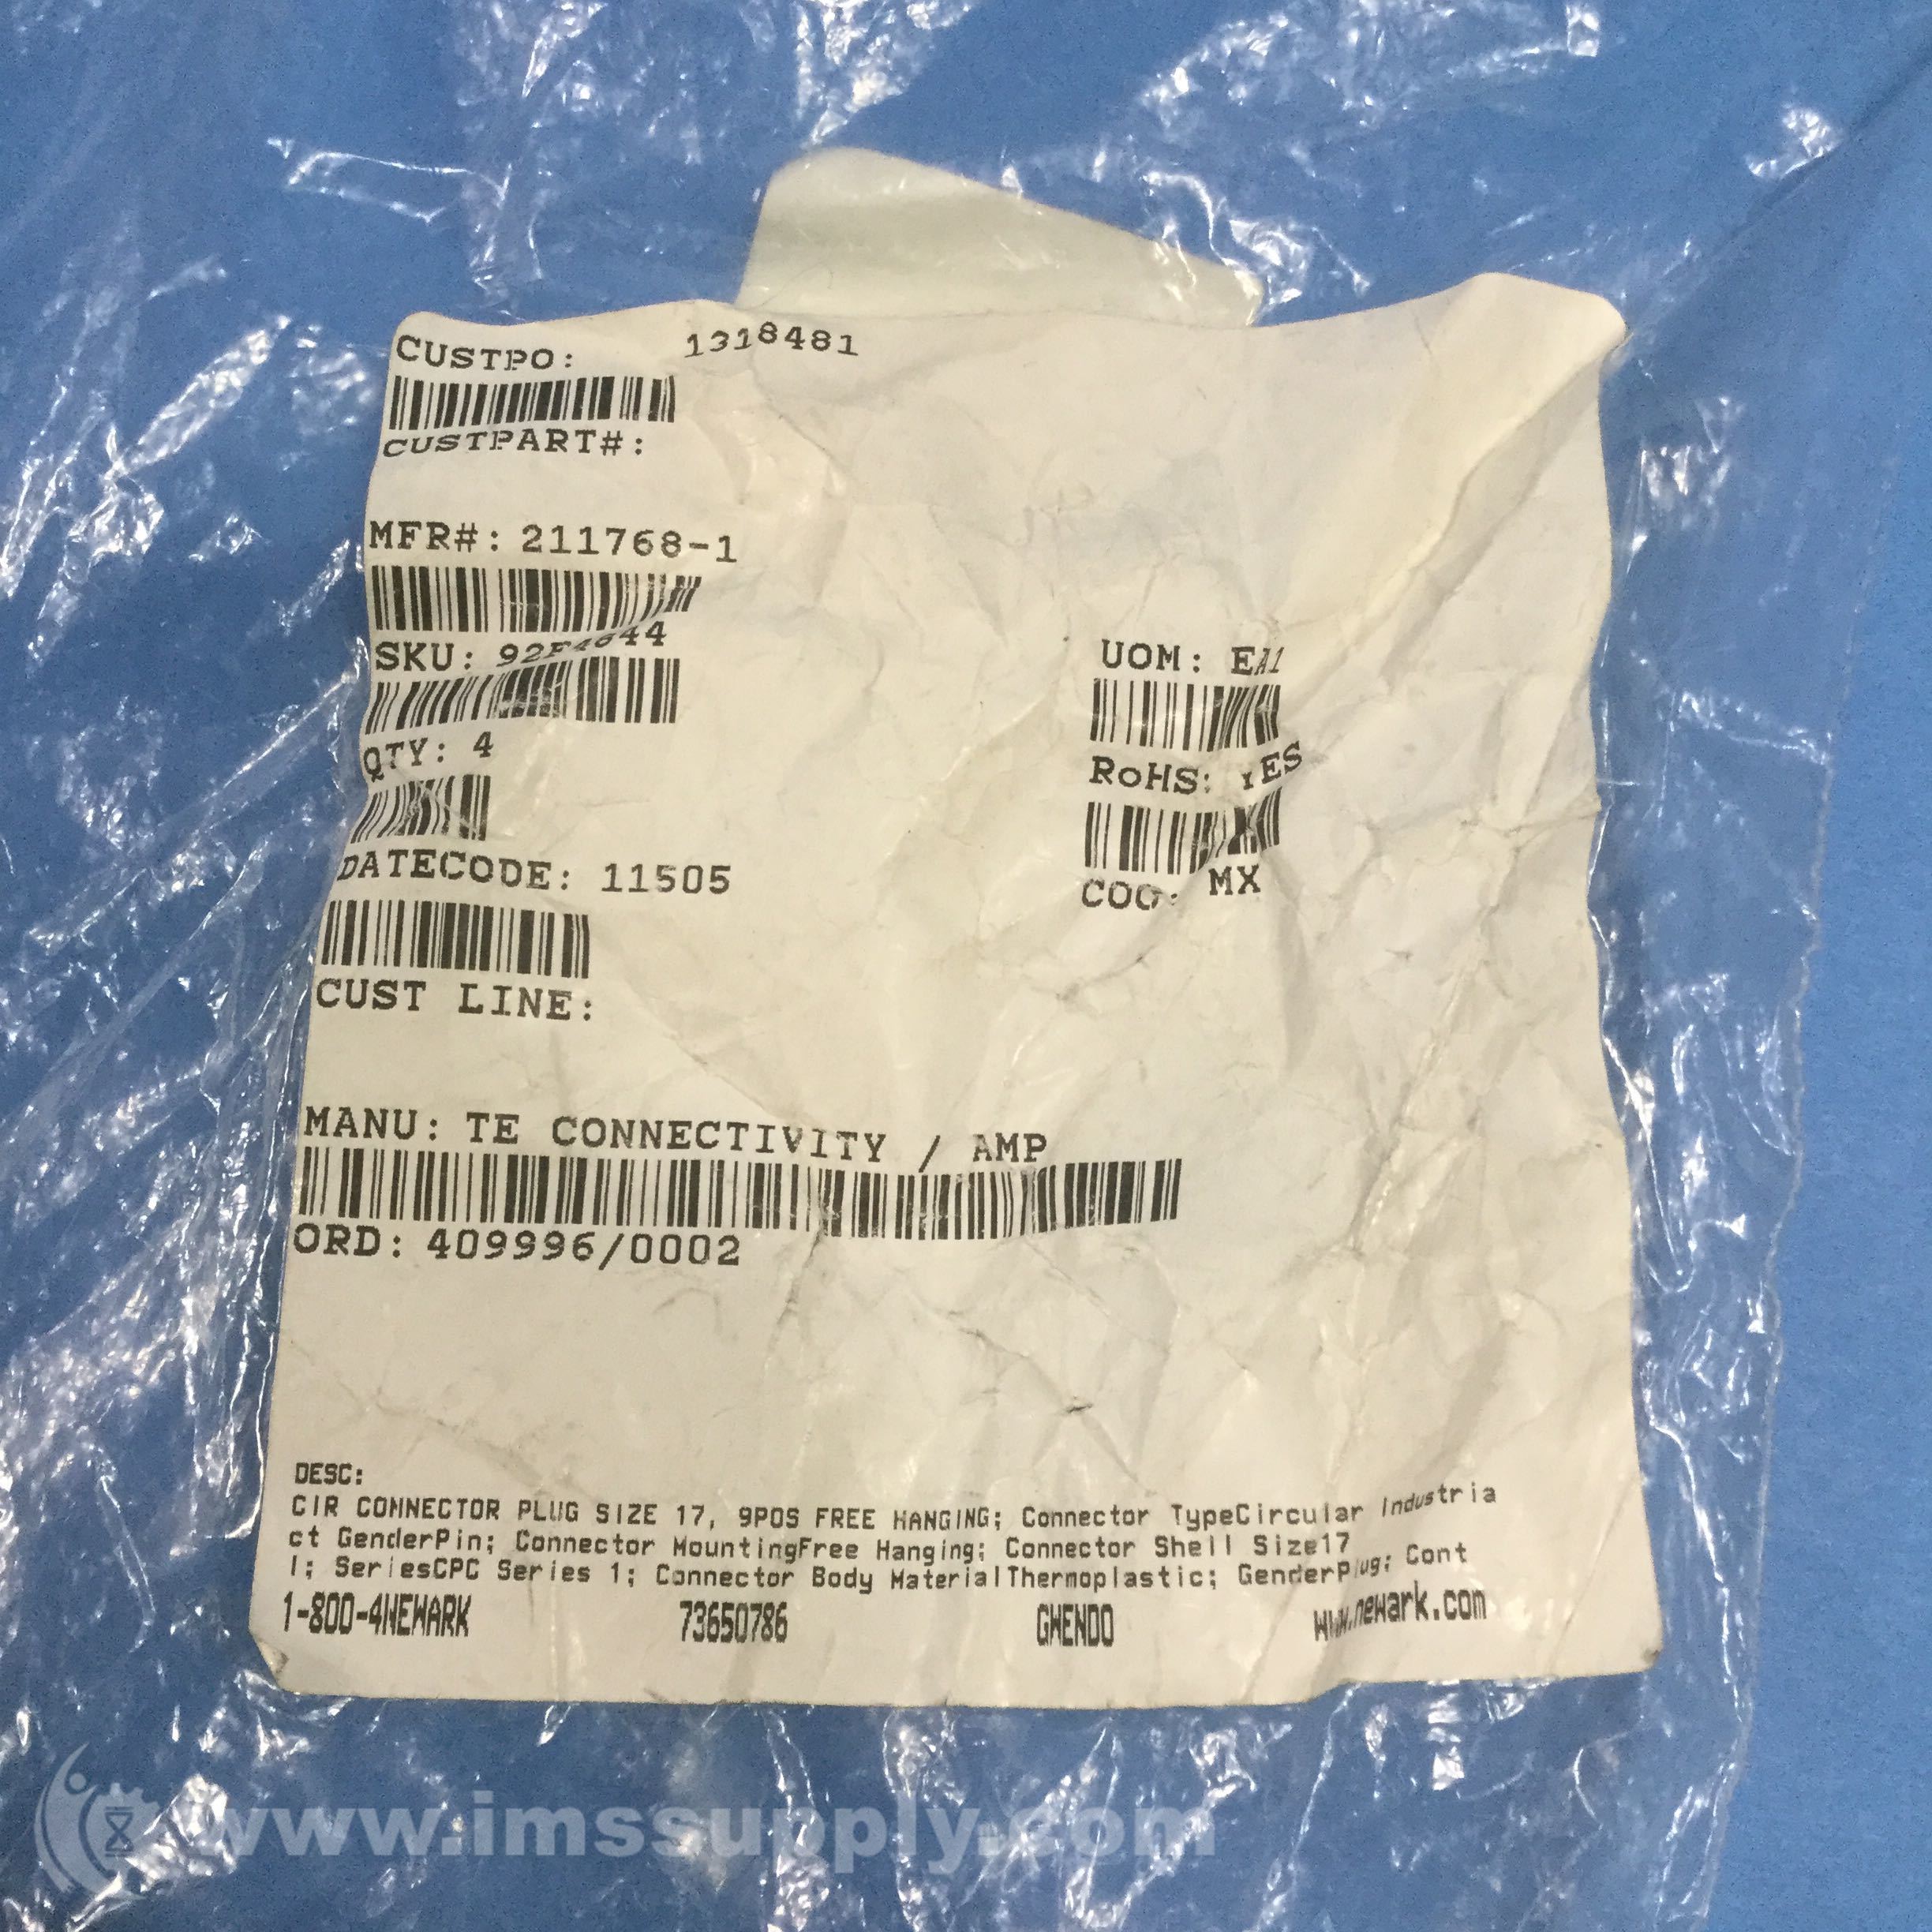 CUSTPO: 1318481
CUSTPART#:
MFR#: 211768-1
SKU:
QTY: 4
DATECODE: 11505
CUST LINE:
UOM: EA1
RoHS: YES
COO: MX
MANU: TE CONNECTIVITY / AMP
ORD: 409996/0002
DESC:
CIR CONNECTOR PLUG SIZE 17, 9POS FREE HANGING; Connector TypeCircular Industria
ct GenderPin; Connector MountingFree Hanging; Connector Shell Size17
l; SeriesCPC Series 1; Connector Body MaterialThermoplastic; GenderPlug; Cont
1-800-4NEWARK 73650786 GWENDO www.newark.com
www.imssupply.com